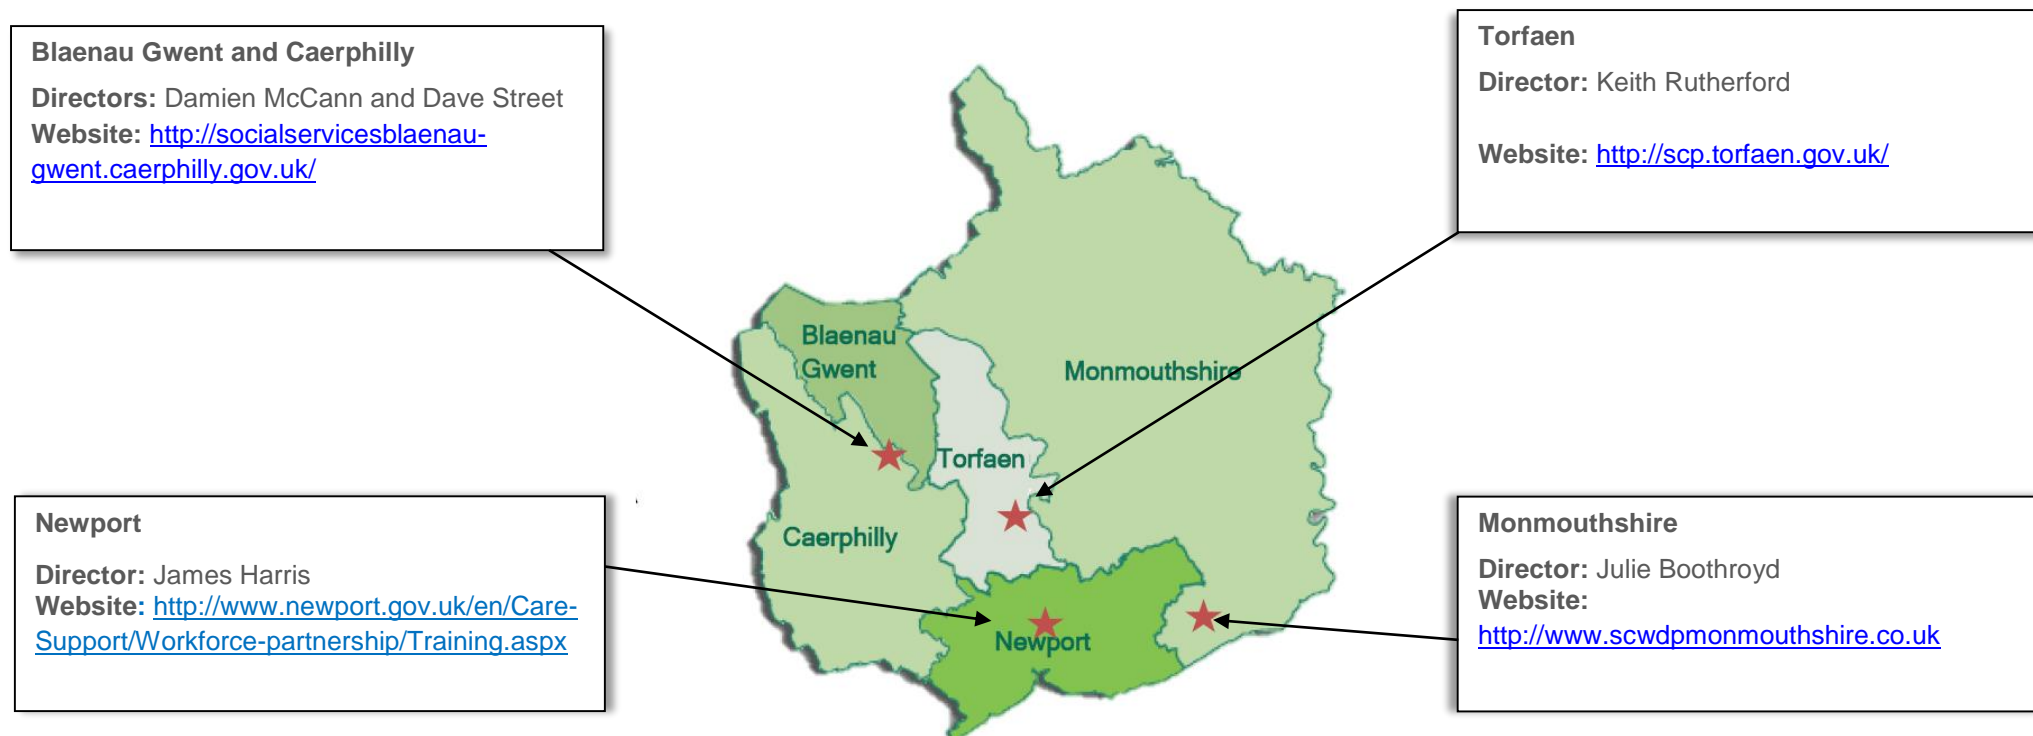 Blaenau Gwent and Caerphilly
Directors: Damien McCann and Dave Street
Website: http://socialservicesblaenau-
gwent.caerphilly.gov.uk/
Torfaen
Director: Keith Rutherford
Website: http://scp.torfaen.gov.uk/
Blaenau
Gwent
Monmouthshire
Torfaen
Caerphilly
Newport
Newport
Director: James Harris
Website: http://www.newport.gov.uk/en/Care-
Support/Workforce-partnership/Training.aspx
Monmouthshire
Director: Julie Boothroyd
Website:
http://www.scwdpmonmouthshire.co.uk